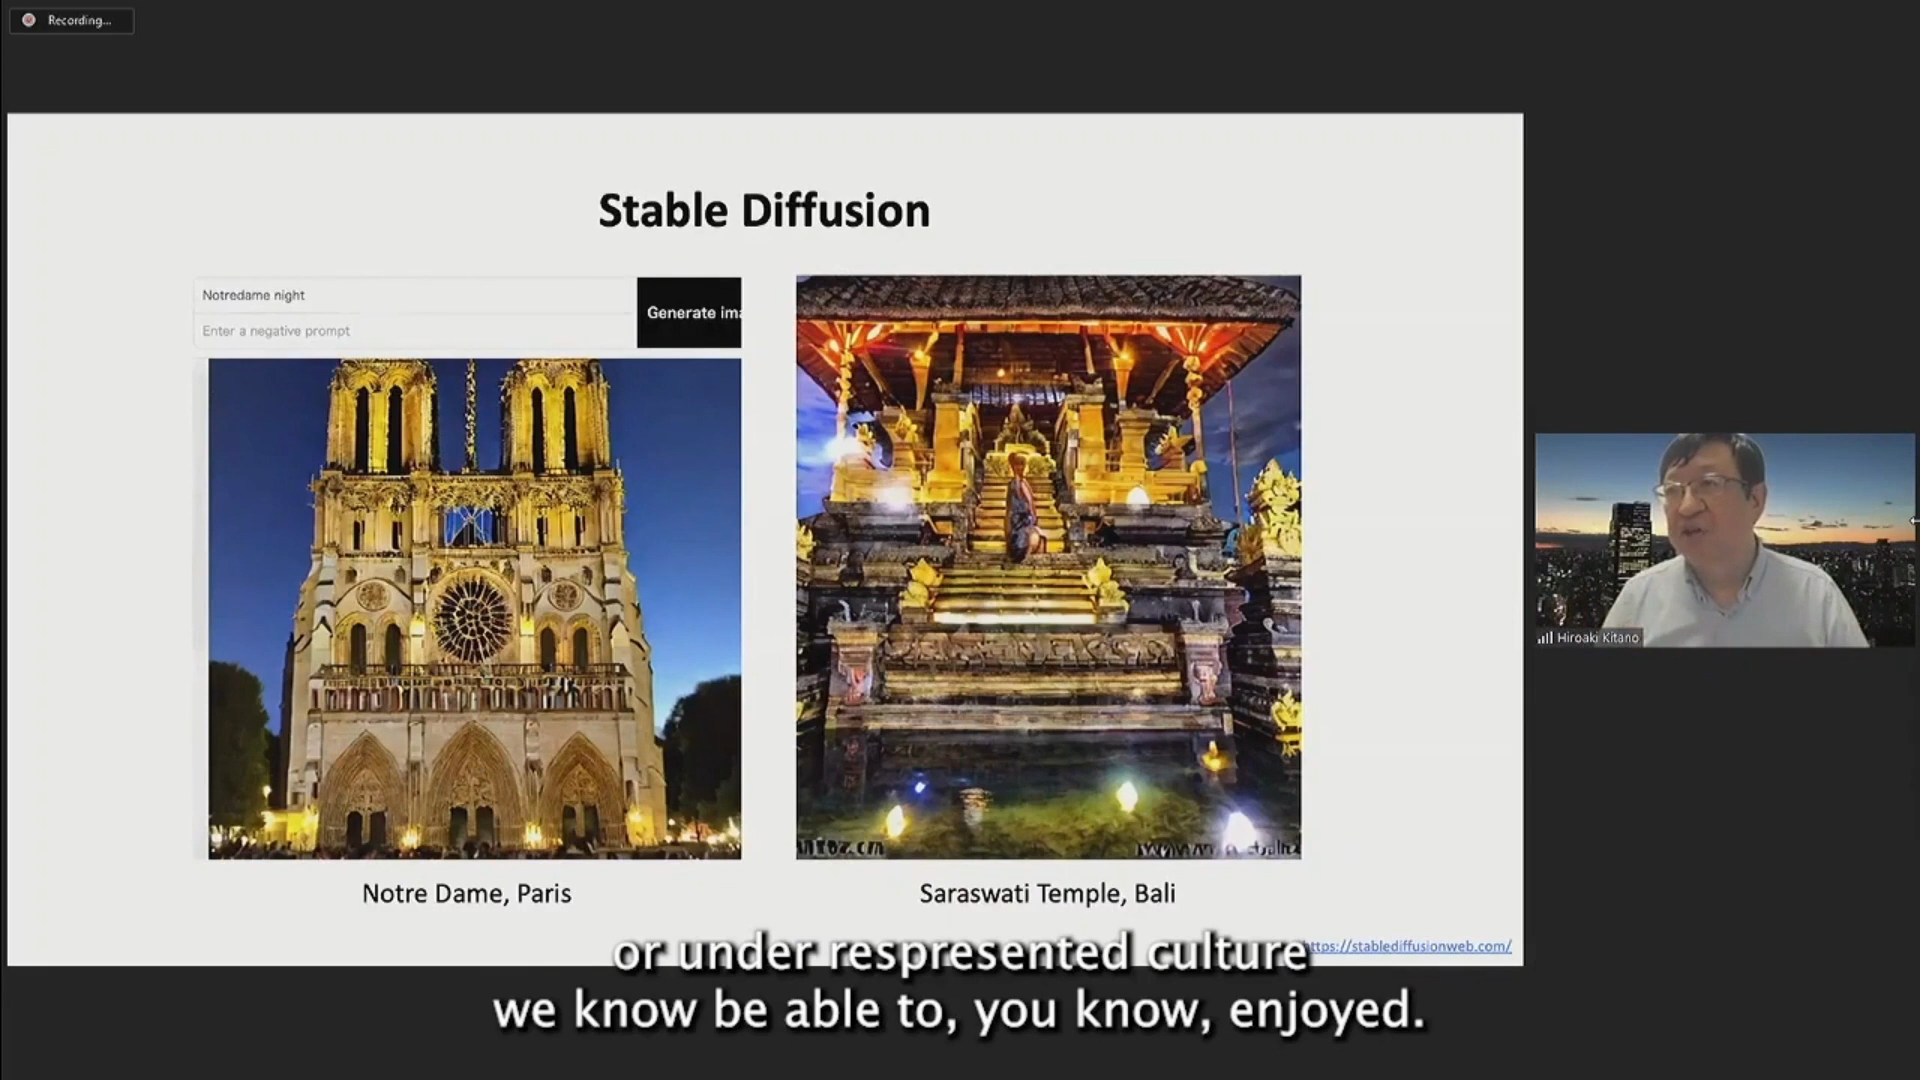 Recording...
Stable Diffusion
Notredame night
Enter a negative prompt
Generate ima
Notre Dame, Paris
Saraswati Temple, Bali
https://stablediffusionweb.com/
Hiroaki Kitano
or under respresented culture
we know be able to, you know, enjoyed.